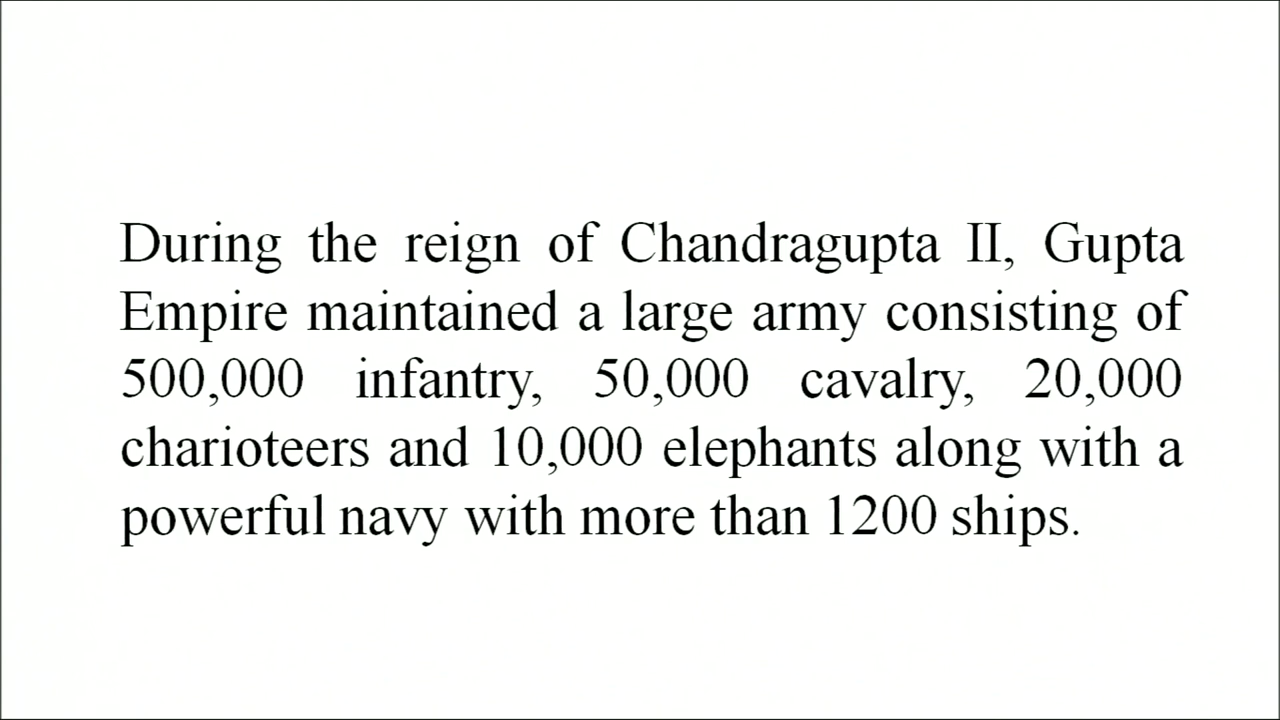 During the reign of Chandragupta II, Gupta
Empire maintained a large army consisting of
500,000 infantry, 50,000 cavalry, 20,000
charioteers and 10,000 elephants along with a
powerful navy with more than 1200 ships.